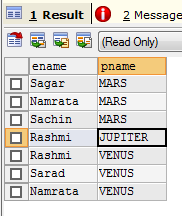 1 Result 2 Message
(Read Only)
ename pname
Sagar MARS
Namrata MARS
Sachin MARS
Rashmi JUPITER
Rashmi VENUS
Sarad VENUS
Namrata VENUS